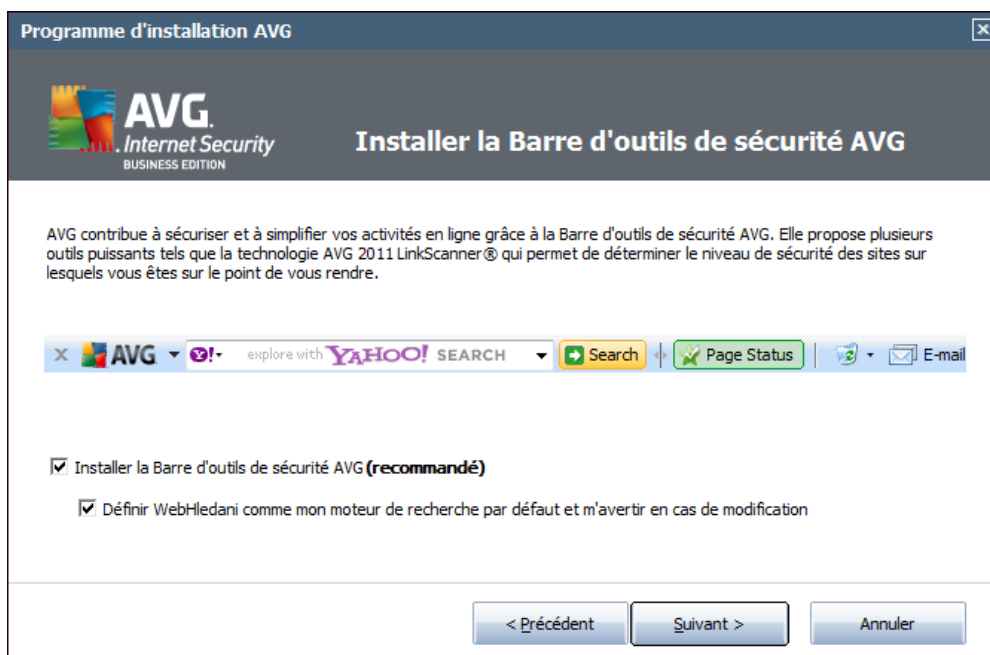 Programme d'installation AVG
AVG.
Internet Security
BUSINESS EDITION
Installer la Barre d'outils de sécurité AVG
AVG contribue à sécuriser et à simplifier vos activités en ligne grâce à la Barre d'outils de sécurité AVG. Elle propose plusieurs
outils puissants tels que la technologie AVG 2011 LinkScanner® qui permet de déterminer le niveau de sécurité des sites sur
lesquels vous êtes sur le point de vous rendre.
AVG Y!- explore with YAHOO! SEARCH Search Page Status E-mail
Installer la Barre d'outils de sécurité AVG (recommandé)
Définir WebHledani comme mon moteur de recherche par défaut et m'avertir en cas de modification
< Précédent Suivant > Annuler